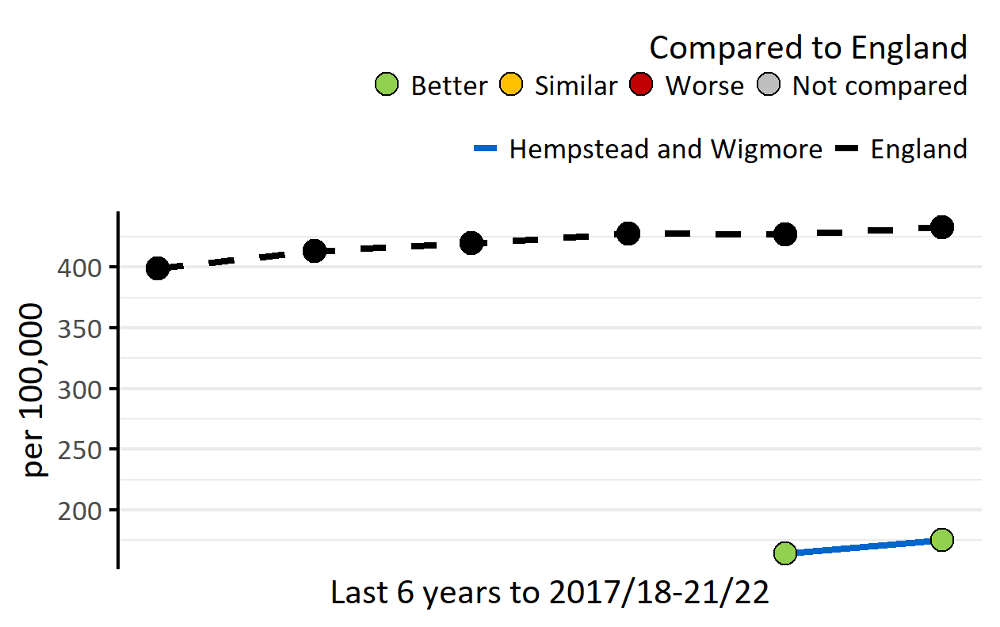 Compared to England
Better Similar Worse Not compared
Hempstead and Wigmore England
per 100,000
400
350
300
250
200
Last 6 years to 2017/18-21/22